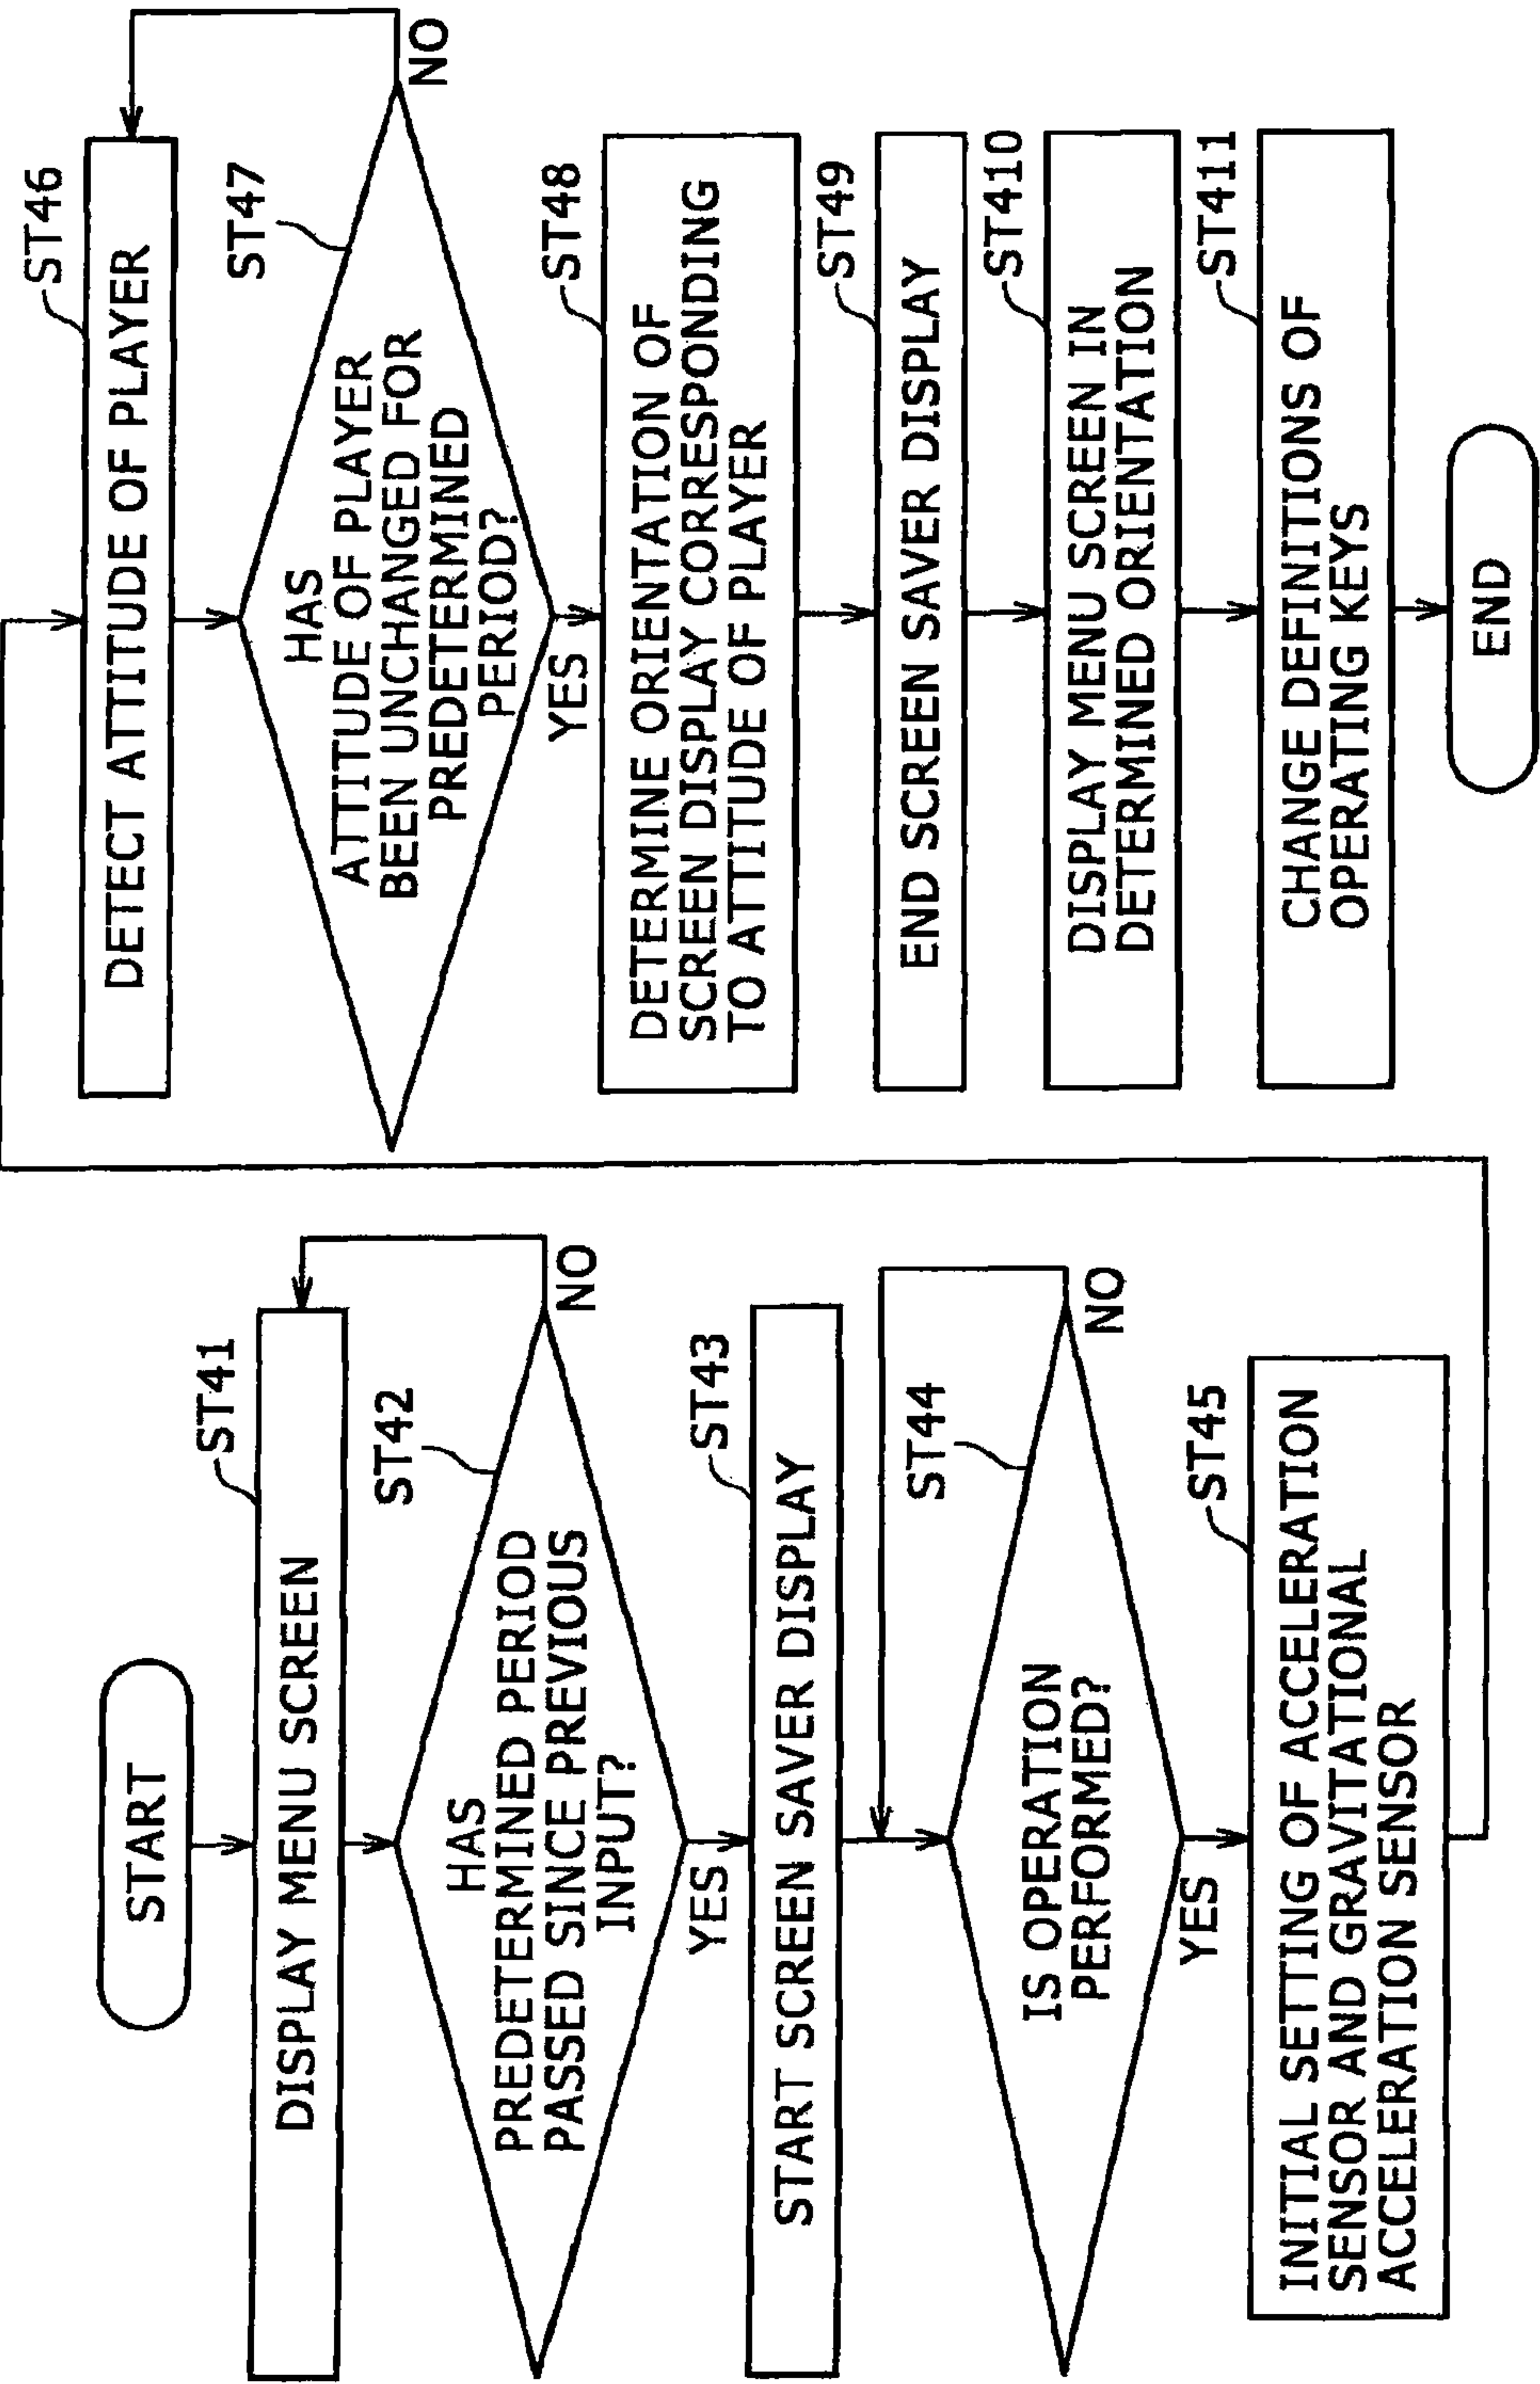 START
ST41
DISPLAY MENU SCREEN
ST42
HAS
PREDETERMINED PERIOD
PASSED SINCE PREVIOUS
INPUT?
NO
YES
ST43
START SCREEN SAVER DISPLAY
ST44
IS OPERATION
PERFORMED?
NO
YES
ST45
INITIAL SETTING OF ACCELERATION
SENSOR AND GRAVITATIONAL
ACCELERATION SENSOR
ST46
DETECT ATTITUDE OF PLAYER
ST47
HAS
ATTITUDE OF PLAYER
BEEN UNCHANGED FOR
PREDETERMINED
PERIOD?
NO
YES
ST48
DETERMINE ORIENTATION OF
SCREEN DISPLAY CORRESPONDING
TO ATTITUDE OF PLAYER
ST49
END SCREEN SAVER DISPLAY
ST410
DISPLAY MENU SCREEN IN
DETERMINED ORIENTATION
ST411
CHANGE DEFINITIONS OF
OPERATING KEYS
END